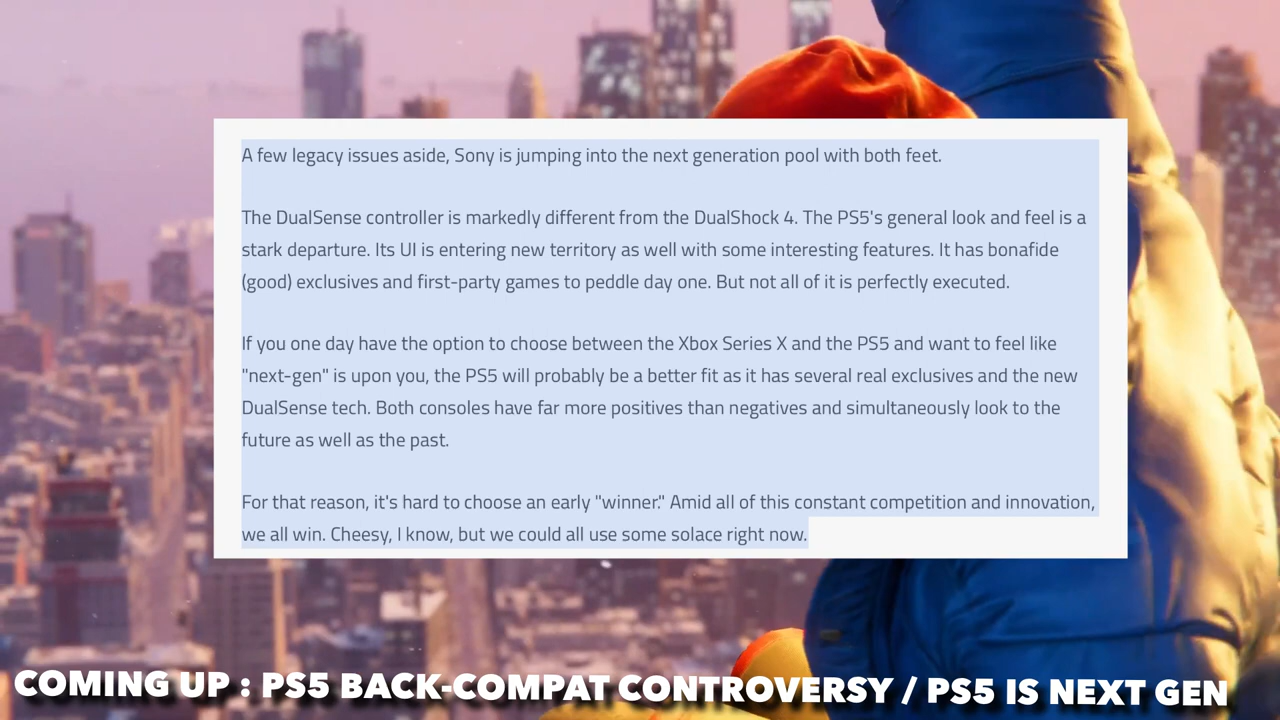 A few legacy issues aside, Sony is jumping into the next generation pool with both feet.
The DualSense controller is markedly different from the DualShock 4. The PS5's general look and feel is a
stark departure. Its UI is entering new territory as well with some interesting features. It has bonafide
(good) exclusives and first-party games to peddle day one. But not all of it is perfectly executed.
If you one day have the option to choose between the Xbox Series X and the PS5 and want to feel like
"next-gen" is upon you, the PS5 will probably be a better fit as it has several real exclusives and the new
DualSense tech. Both consoles have far more positives than negatives and simultaneously look to the
future as well as the past.
For that reason, it's hard to choose an early "winner." Amid all of this constant competition and innovation,
we all win. Cheesy, I know, but we could all use some solace right now.
COMING UP : PS5 BACK-COMPAT CONTROVERSY / PS5 IS NEXT GEN